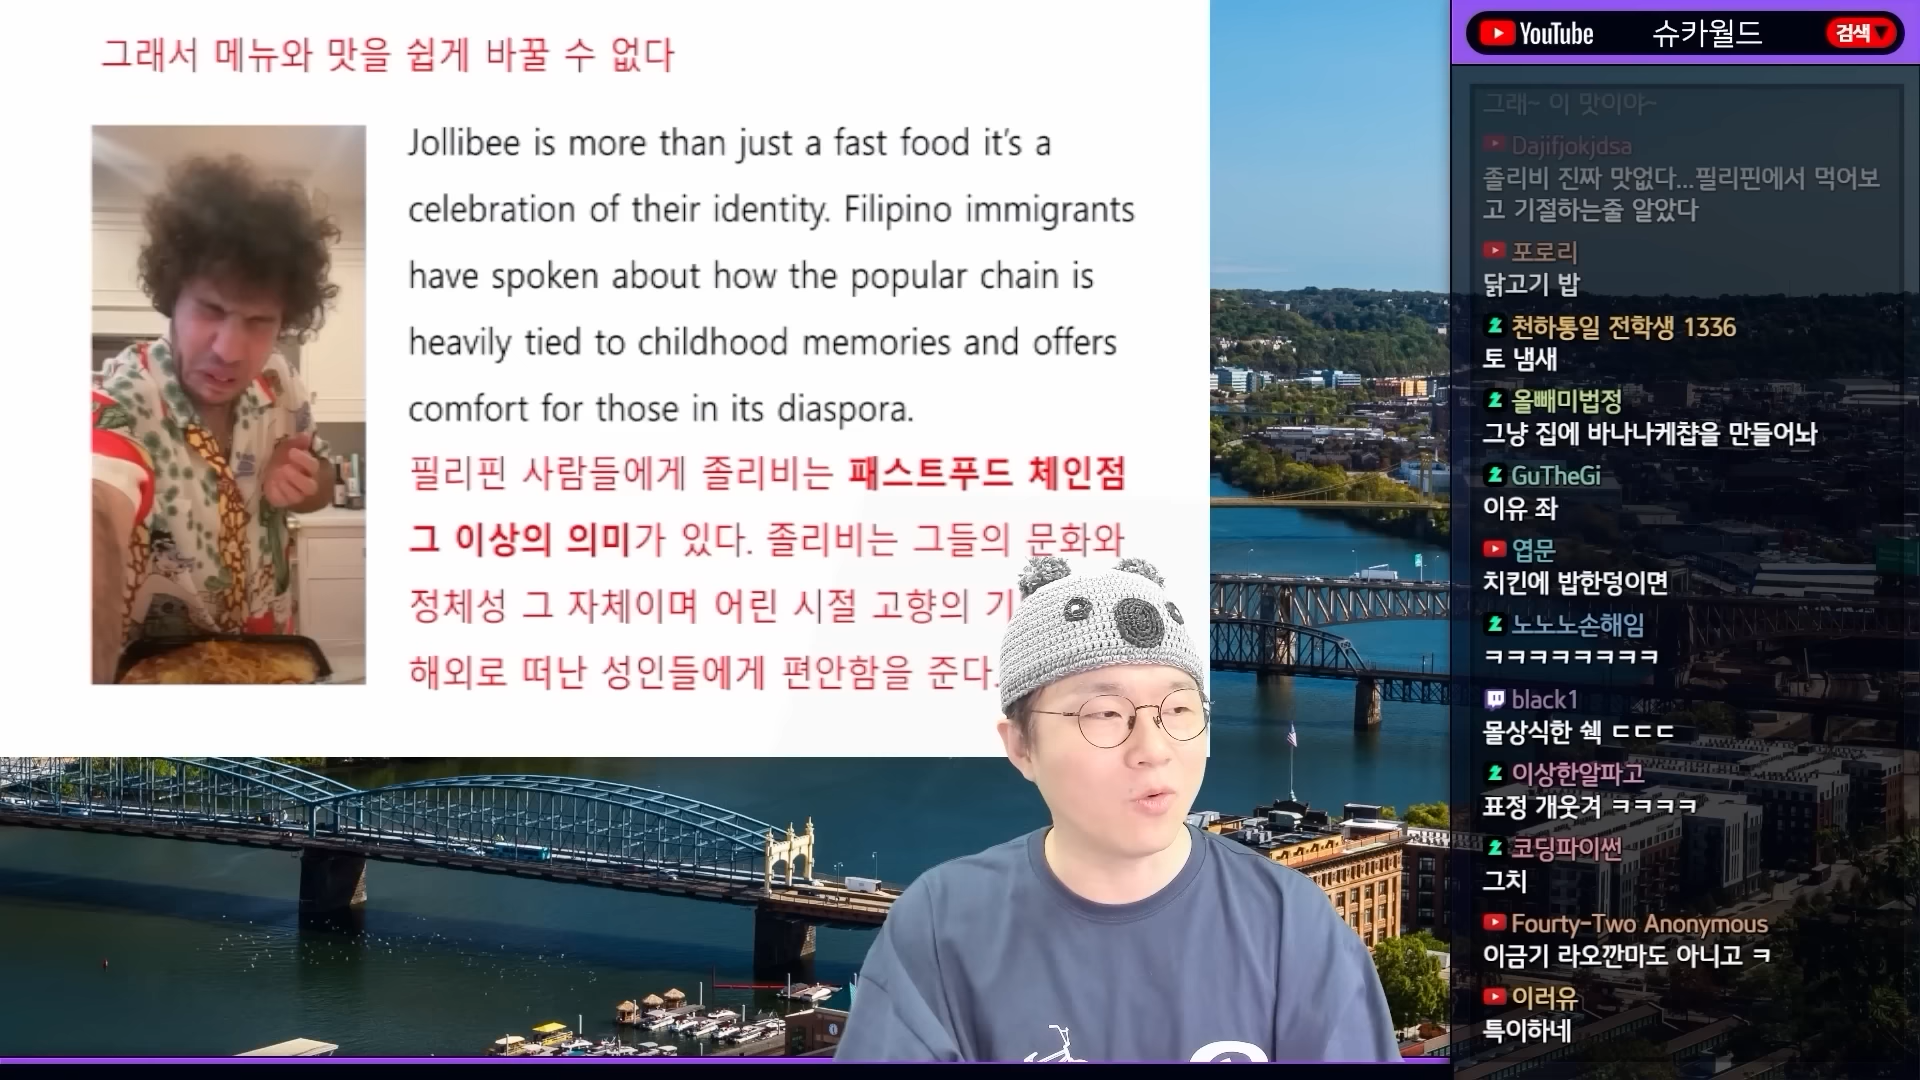 그래서 메뉴와 맛을 쉽게 바꿀 수 없다
Jollibee is more than just a fast food it's a
celebration of their identity. Filipino immigrants
have spoken about how the popular chain is
heavily tied to childhood memories and offers
comfort for those in its diaspora.
필리핀 사람들에게 졸리비는 패스트푸드 체인점
그 이상의 의미가 있다. 졸리비는 그들의 문화와
정체성 그 자체이며 어린 시절 고향의 기
해외로 떠난 성인들에게 편안함을 준다.
YouTube 슈카월드 검색
그래~ 이 맛이야~
Dajifjokjdsa
졸리비 진짜 맛없다...필리핀에서 먹어보
고 기절하는줄 알았다
포로리
닭고기 밥
천하통일 전학생 1336
토 냄새
올빼미법정
그냥 집에 바나나케챱을 만들어놔
GuTheGi
이유 좌
엽문
치킨에 밥한덩이면
노노노손해임
ㅋㅋㅋㅋㅋㅋㅋㅋ
black1
몰상식한 쉑 ㄷㄷㄷ
이상한알파고
표정 개웃겨 ㅋㅋㅋㅋ
코딩파이썬
그치
Fourty-Two Anonymous
이금기 라오깐마도 아니고 ㅋ
이러유
특이하네